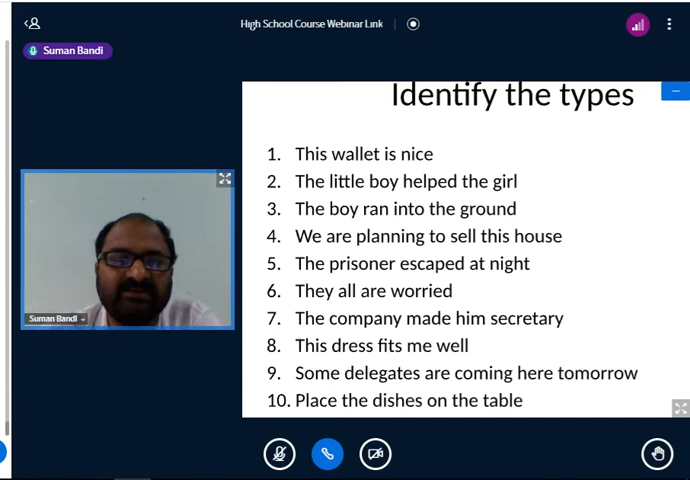 High School Course Webinar Link
Suman Bandi
Identify the types
1. This wallet is nice
2. The little boy helped the girl
3. The boy ran into the ground
4. We are planning to sell this house
5. The prisoner escaped at night
6. They all are worried
7. The company made him secretary
8. This dress fits me well
9. Some delegates are coming here tomorrow
10. Place the dishes on the table
Suman Bandi